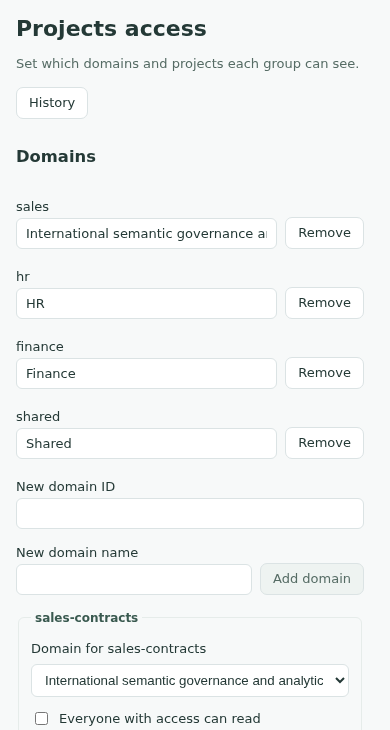 Projects access
Set which domains and projects each group can see.
History
Domains
sales
International semantic governance a
Remove
hr
HR
Remove
finance
Finance
Remove
shared
Shared
Remove
New domain ID
New domain name
Add domain
sales-contracts
Domain for sales-contracts
International semantic governance and analytic
Everyone with access can read